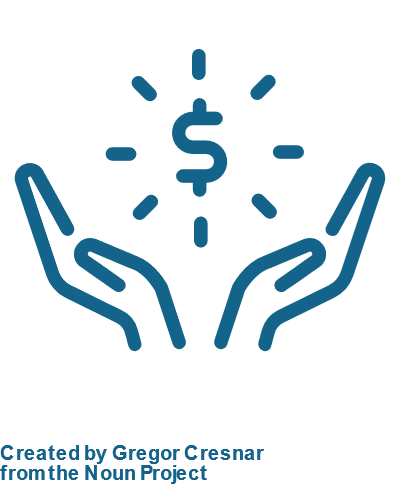 $
Created by Gregor Cresnar
from the Noun Project